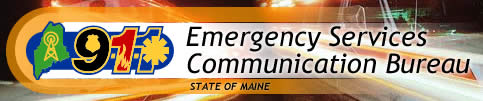 911
Emergency Services
Communication Bureau
STATE OF MAINE